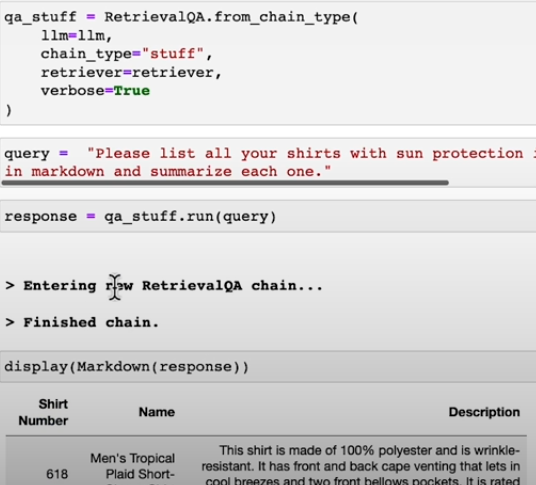 qa_stuff = RetrievalQA.from_chain_type(
    llm=llm,
    chain_type="stuff",
    retriever=retriever,
    verbose=True
)
query =  "Please list all your shirts with sun protection
in markdown and summarize each one."
response = qa_stuff.run(query)
> Entering new RetrievalQA chain...
> Finished chain.
display(Markdown(response))
Shirt
Number
Name
Description
618
Men's Tropical
Plaid Short-
This shirt is made of 100% polyester and is wrinkle-
resistant. It has front and back cape venting that lets in
cool breezes and two front bellows pockets. It is rated